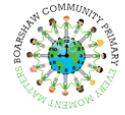 BOARSHAW COMMUNITY PRIMARY
EVERY MOMENT MATTERS